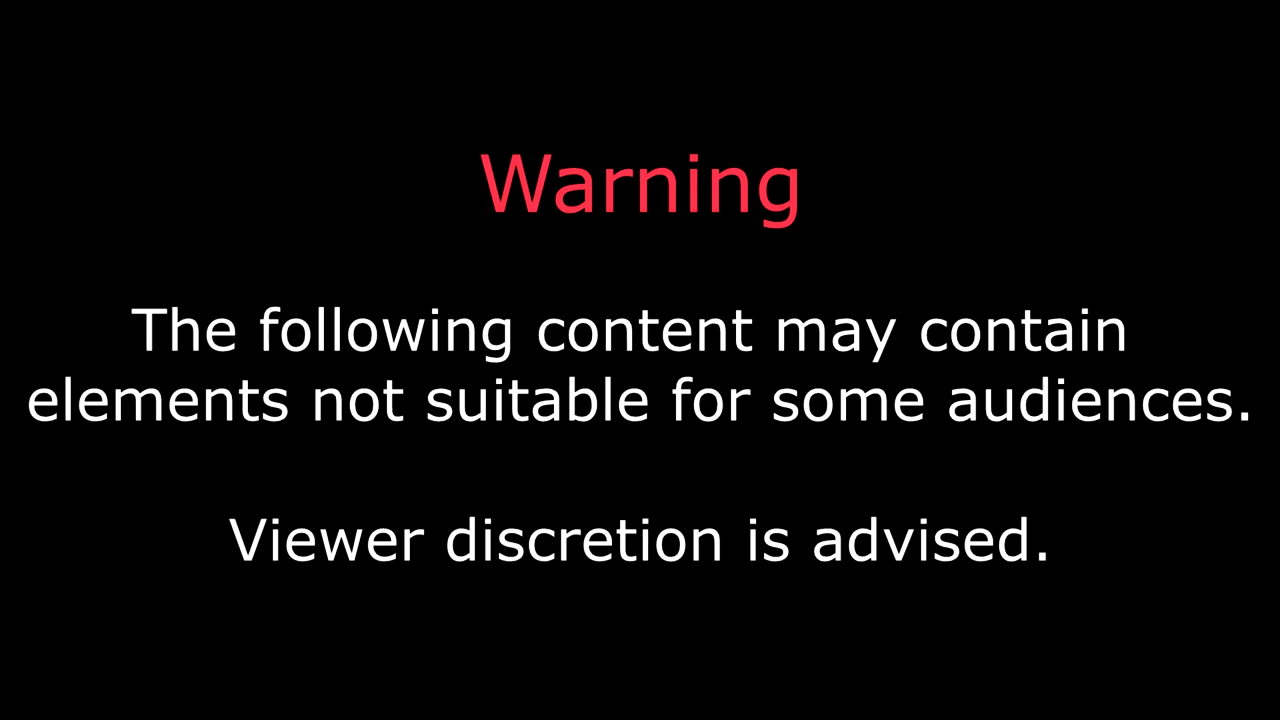 Warning
The following content may contain
elements not suitable for some audiences.
Viewer discretion is advised.